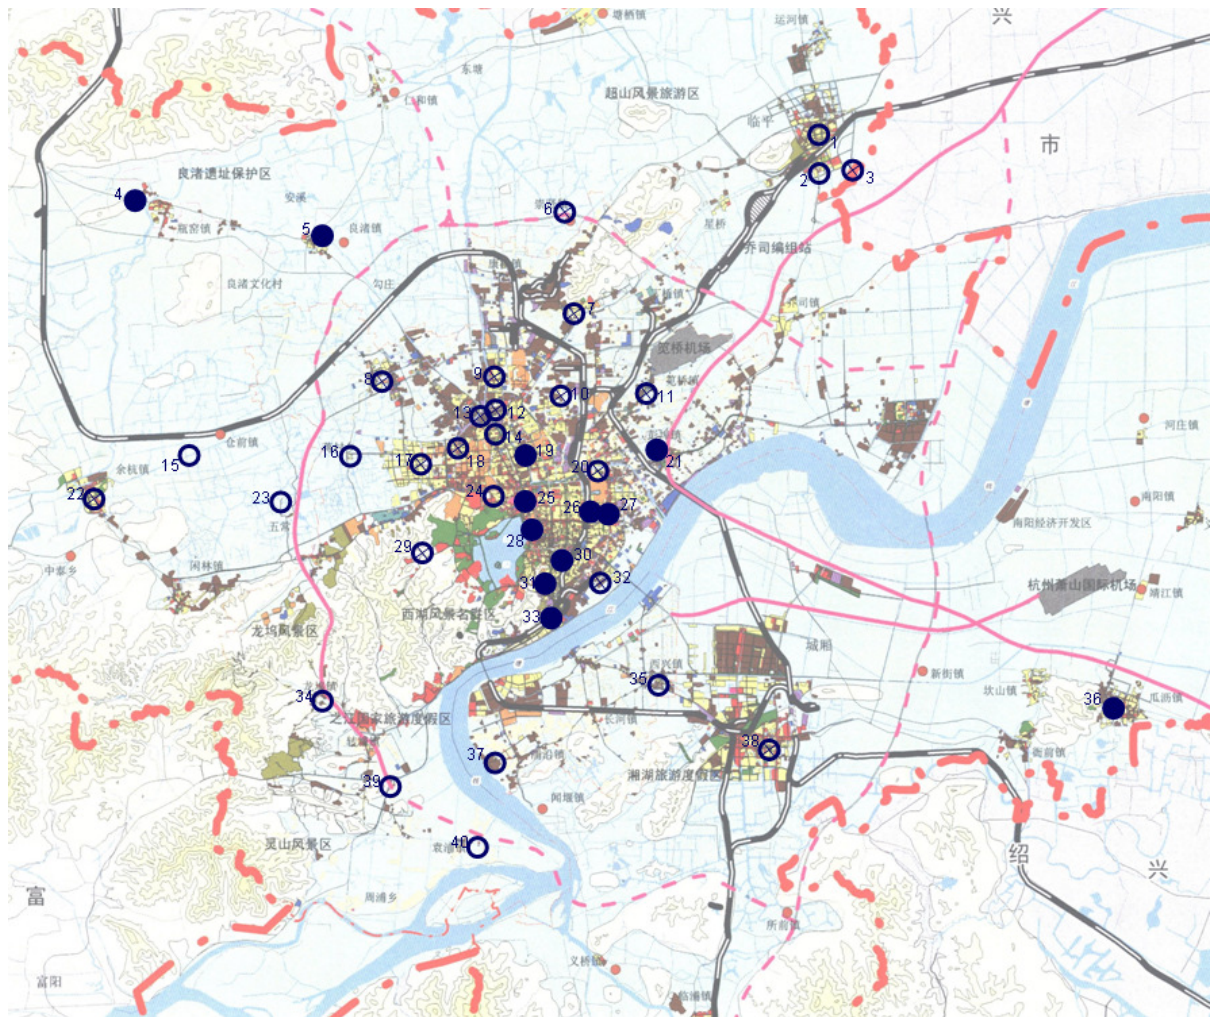 塘栖镇
运河镇
兴
东塘
超山风景旅游区
仁和镇
临平
1
市
良渚遗址保护区
2
3
4
安溪
瓶窑镇
5
良渚镇
6
星桥
乔司编组站
良渚文化村
勾庄
7
乔司镇
笕桥机场
8
9
10
11
笕桥镇
12
13
14
仓前镇
河庄镇
15
16
17
18
19
20
21
余杭镇
22
23
24
25
26
27
南阳镇
五常
南阳经济开发区
28
29
中泰乡
闲林镇
30
31
32
杭州萧山国际机场
靖江镇
西湖风景名胜区
33
龙坞风景区
城厢
西兴镇
新街镇
34
35
坎山镇
36
瓜沥镇
之江国家旅游度假区
长河镇
37
38
衙前镇
湘湖旅游度假区
39
闻堰镇
灵山风景区
袁浦镇
40
绍
兴
富
周浦乡
所前镇
富阳
义桥镇
临浦镇